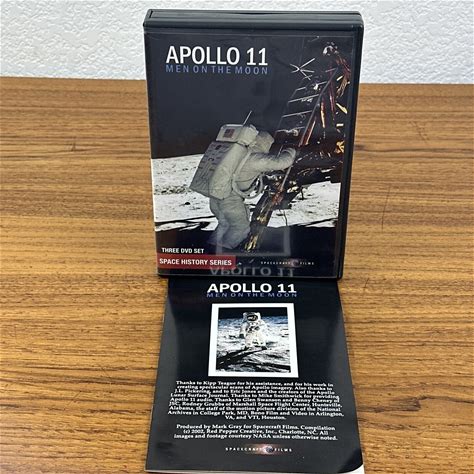 APOLLO 11
MEN ON THE MOON
THREE DVD SET
SPACE HISTORY SERIES
SPACECRAFT FILMS
APOLLO 11
APOLLO 11
MEN ON THE MOON
Thanks to Kipp Teague for his assistance, and for his work in
creating spectacular scans of Apollo imagery. Also thanks to
J.L. Pickering, and to Eric Jones and the creators of the Apollo
Lunar Surface Journal. Thanks to Mike Smithwick for providing
Apollo 11 audio. Thanks to Glen Swanson and Benny Cheney at
JSC, Rodney Grubbs of Marshall Space Flight Center, Huntsville,
Alabama, the staff of the motion picture division of the National
Archives in College Park, MD, Bono Film and Video in Arlington,
VA, and VTI, Houston.
Produced by Mark Gray for Spacecraft Films, Compilation
(c) 2002, Red Pepper Creative, Inc., Charlotte, NC. All
images and footage courtesy NASA unless otherwise noted.
SPACECRAFT FILMS